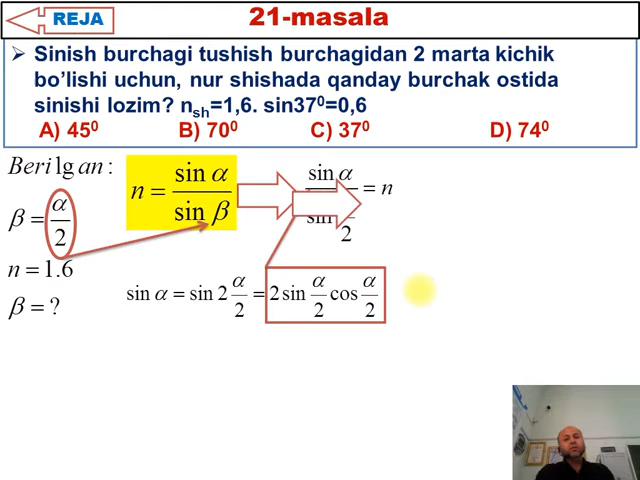 REJA
21-masala
➢ Sinish burchagi tushish burchagidan 2 marta kichik
bo’lishi uchun, nur shishada qanday burchak ostida
sinishi lozim? nsh=1,6. sin37⁰=0,6
A) 45⁰ B) 70⁰ C) 37⁰ D) 74⁰
Berilgan:
β = α/2
n = 1.6
β = ?
n = sin α / sin β
sin α / sin 2 = n
sin α = sin 2 α/2 = 2 sin α/2 cos α/2